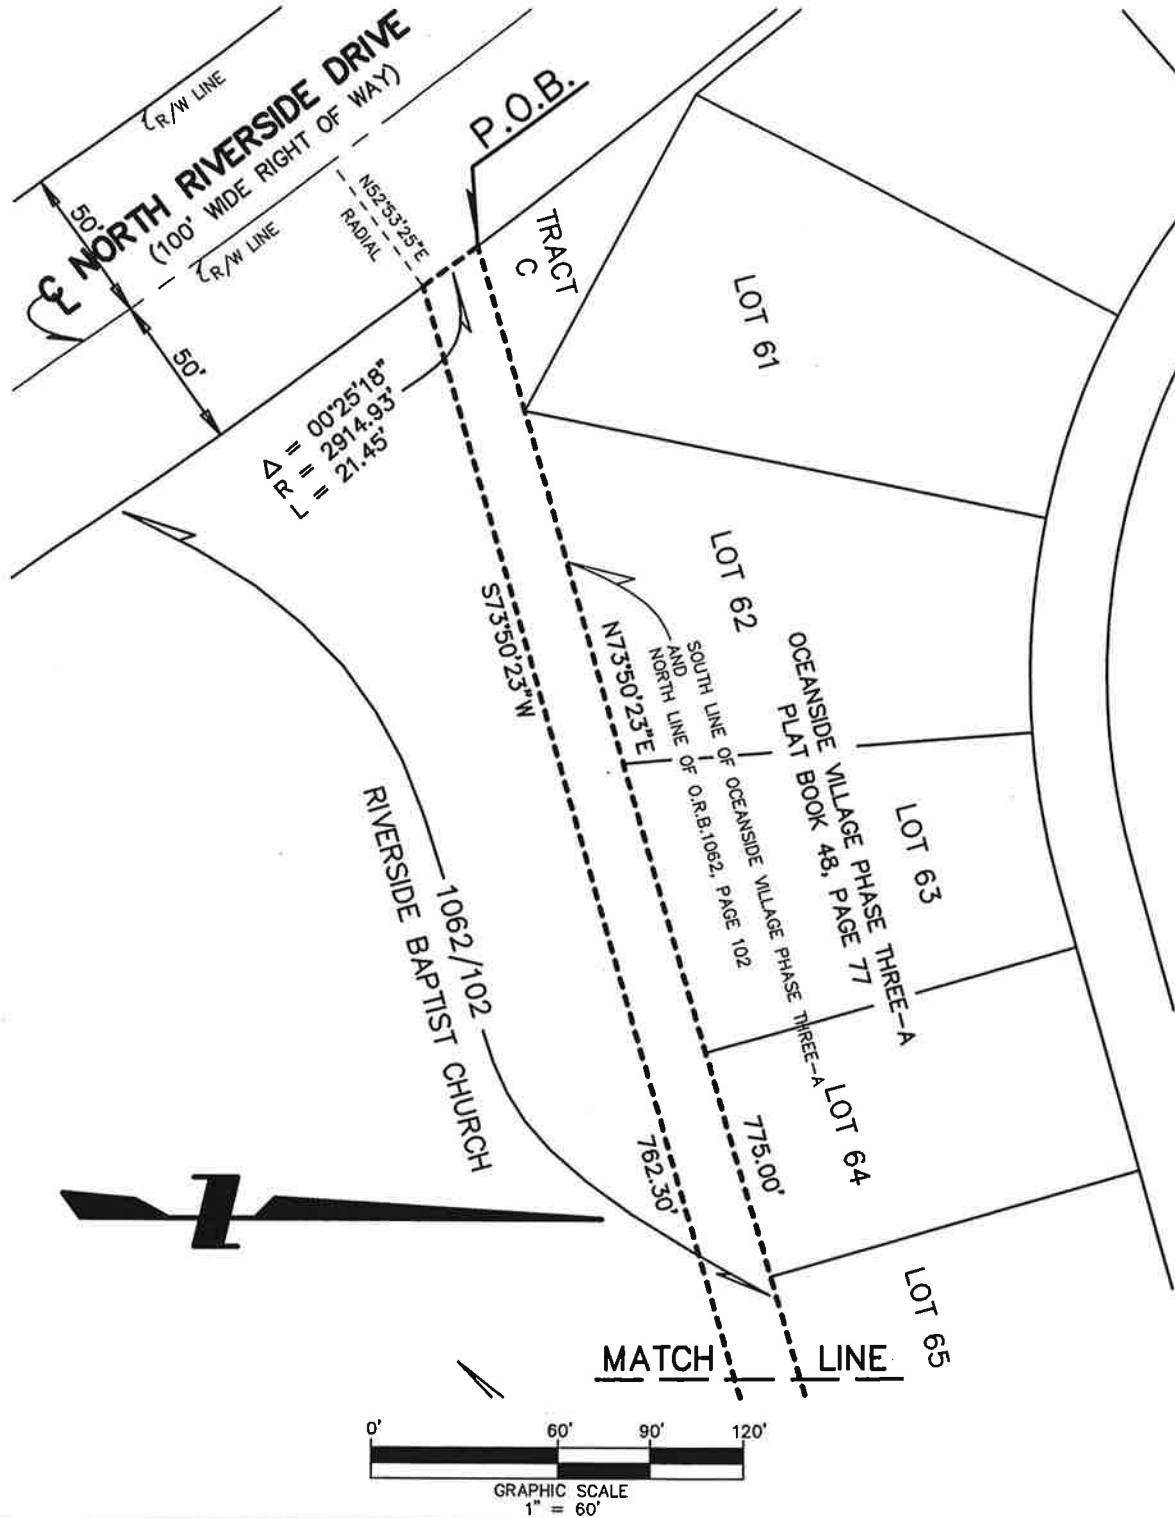 R/W LINE
NORTH RIVERSIDE DRIVE
(100' WIDE RIGHT OF WAY)
R/W LINE
50'
50'
℄
P.O.B.
N52°53'25"E
RADIAL
TRACT
C
Δ = 00°25'18"
R = 2914.93'
L = 21.45'
LOT 61
LOT 62
S73°50'23"W
N73°50'23"E
SOUTH LINE OF OCEANSIDE VILLAGE PHASE THREE-A
AND
NORTH LINE OF O.R.B.1062, PAGE 102
OCEANSIDE VILLAGE PHASE THREE-A
PLAT BOOK 48, PAGE 77
LOT 63
1062/102
RIVERSIDE BAPTIST CHURCH
LOT 64
775.00'
762.30'
LOT 65
N
MATCH LINE
0' 60' 90' 120'
GRAPHIC SCALE
1" = 60'